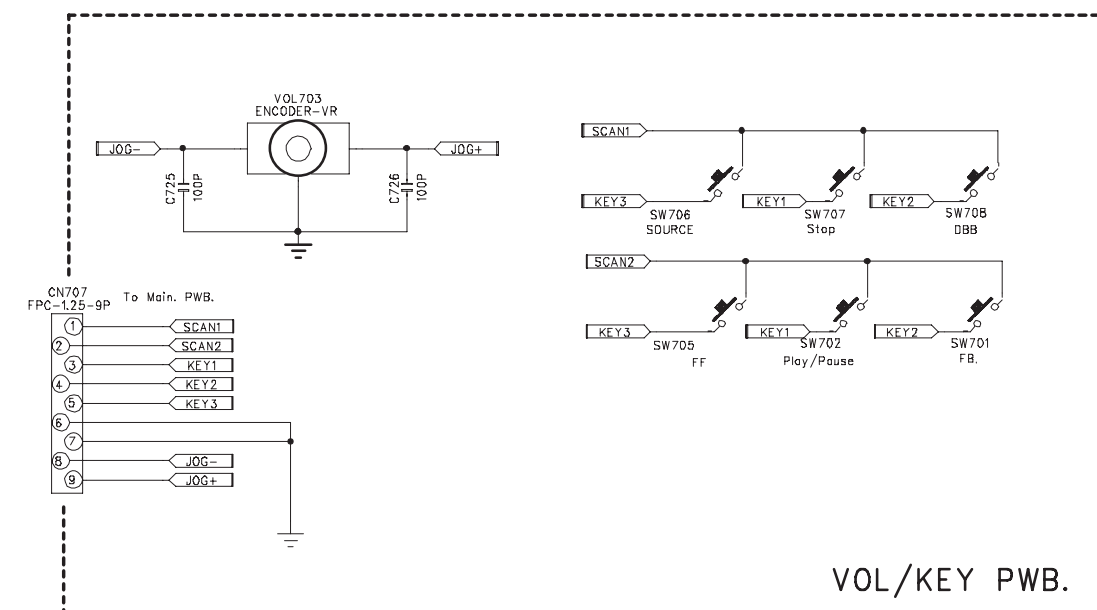 VOL703
ENCODER-VR
JOG-
JOG+
C725
100P
C726
100P
SCAN1
KEY3
SW706
SOURCE
KEY1
SW707
Stop
KEY2
SW708
DBB
SCAN2
KEY3
SW705
FF
KEY1
SW702
Play/Pause
KEY2
SW701
FB.
CN707
FPC-1.25-9P
To Main. PWB.
1 SCAN1
2 SCAN2
3 KEY1
4 KEY2
5 KEY3
6
7
8 JOG-
9 JOG+
VOL/KEY PWB.